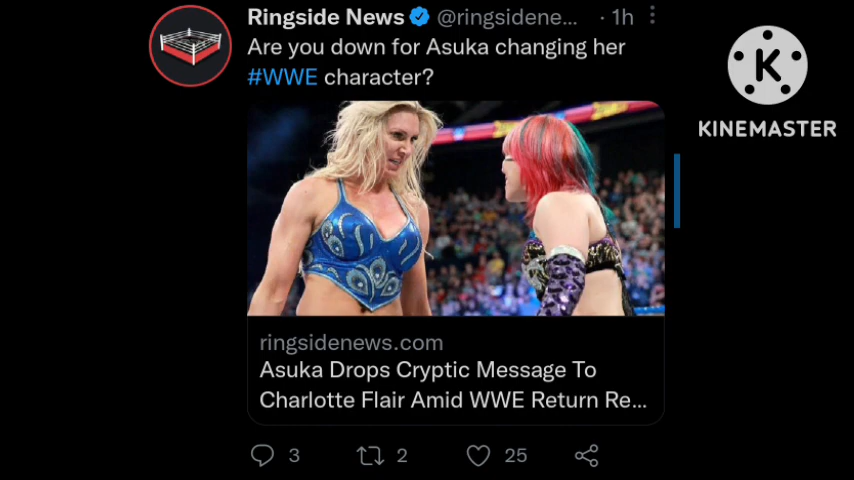 Ringside News @ringsidene... · 1h
Are you down for Asuka changing her
#WWE character?
K
KINEMASTER
ringsidenews.com
Asuka Drops Cryptic Message To
Charlotte Flair Amid WWE Return Re...
3 2 25